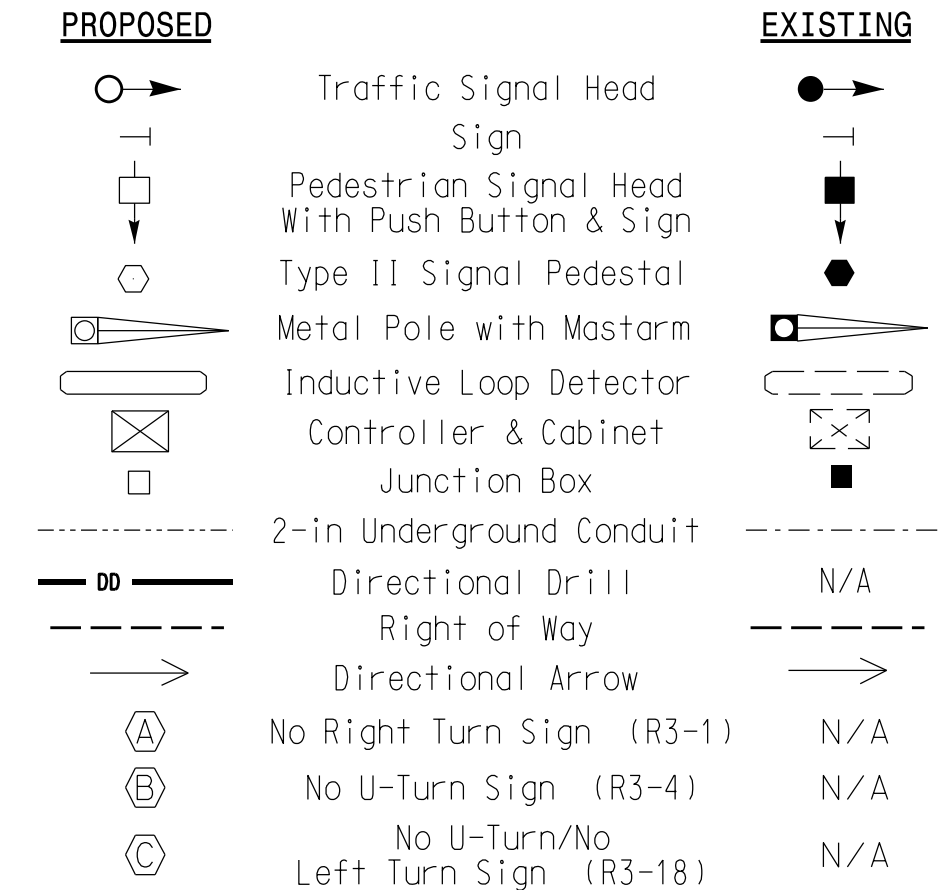 PROPOSED EXISTING
Traffic Signal Head
Sign
Pedestrian Signal Head
With Push Button & Sign
Type II Signal Pedestal
Metal Pole with Mastarm
Inductive Loop Detector
Controller & Cabinet
Junction Box
2-in Underground Conduit
DD Directional Drill N/A
Right of Way
Directional Arrow
A No Right Turn Sign (R3-1) N/A
B No U-Turn Sign (R3-4) N/A
No U-Turn/No
C Left Turn Sign (R3-18) N/A